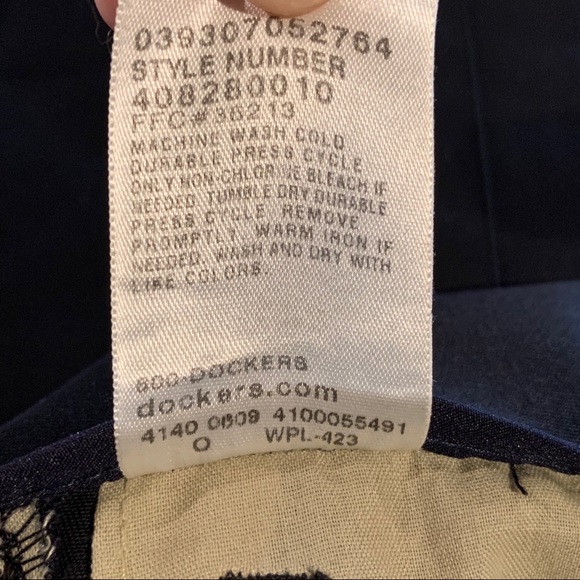 039307052764
STYLE NUMBER
408280010
FFC#36213
MACHINE WASH COLD
DURABLE PRESS CYCLE
ONLY NON-CHLORINE BLEACH IF
NEEDED. TUMBLE DRY DURABLE
PRESS CYCLE. REMOVE
PROMPTLY. WARM IRON IF
NEEDED. WASH AND DRY WITH
LIKE COLORS.
800-DOCKERS
dockers.com
4140 0609 4100055491
O WPL-423